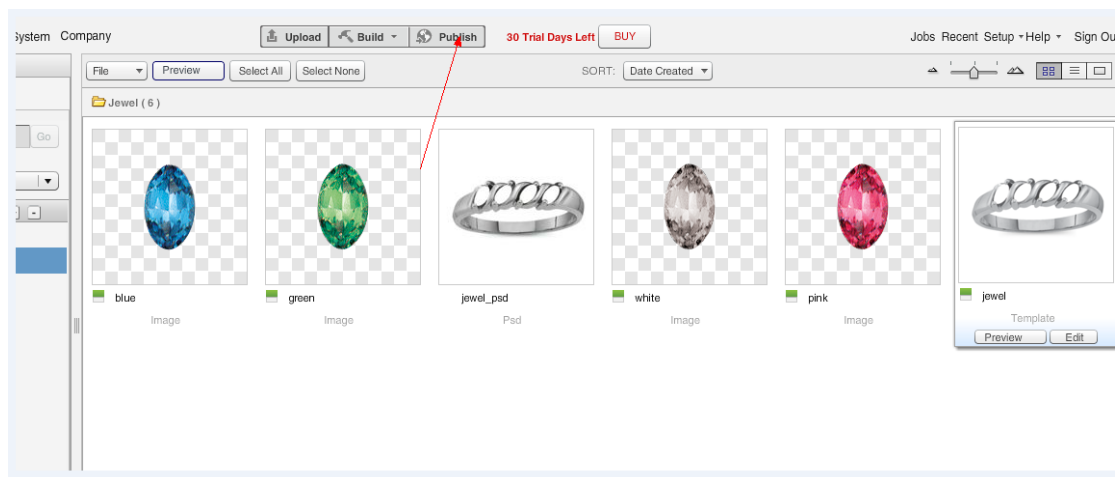 System Company Upload Build Publish 30 Trial Days Left BUY Jobs Recent Setup Help Sign Ou
File Preview Select All Select None SORT: Date Created
Jewel ( 6 )
Go
blue green jewel_psd white pink jewel
Image Image Psd Image Image Template
Preview Edit